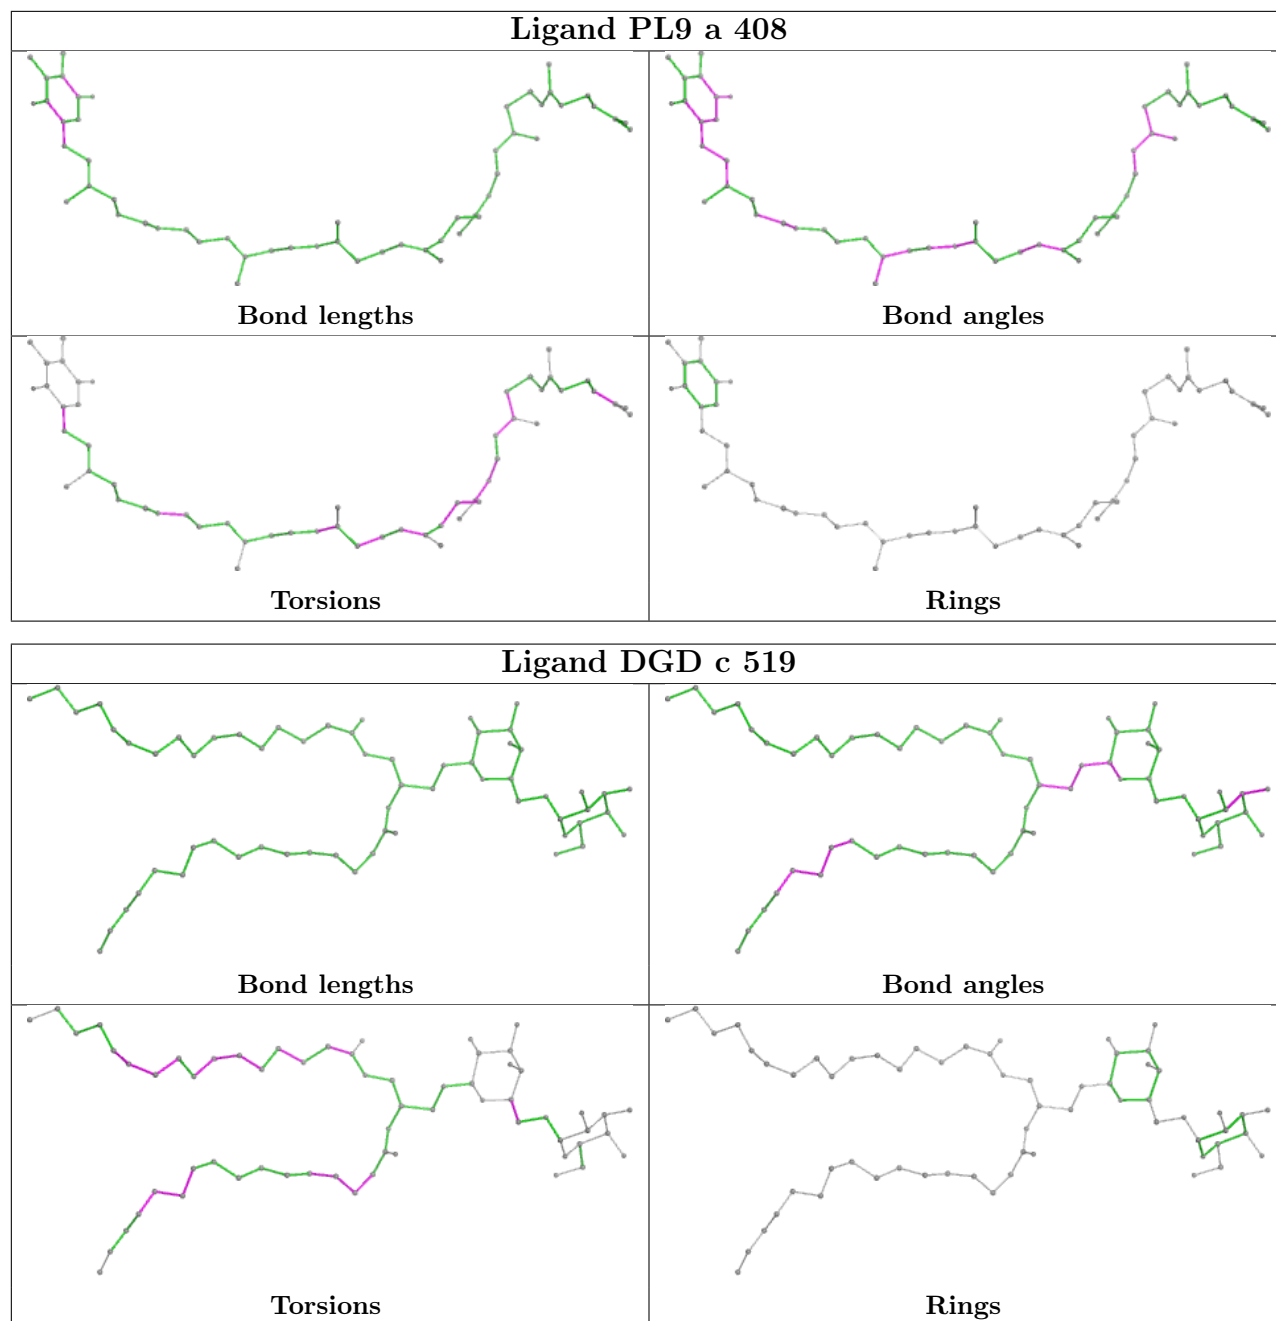 Ligand PL9 a 408
Bond lengths
Bond angles
Torsions
Rings
Ligand DGD c 519
Bond lengths
Bond angles
Torsions
Rings